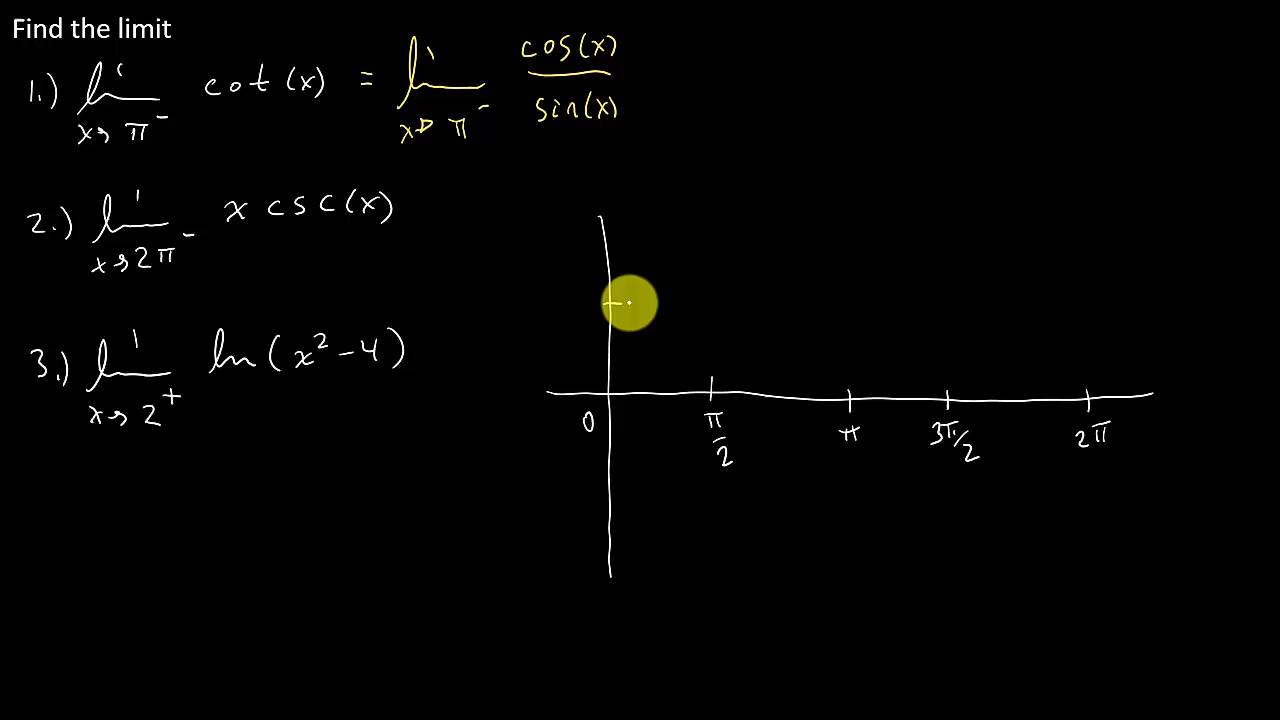 Find the limit
1.) lim x→π⁻ cot(x) = lim x→π⁻ cos(x)/sin(x)
2.) lim x→2π⁻ x csc(x)
3.) lim x→2⁺ ln(x²-4)
0 π/2 π 3π/2 2π